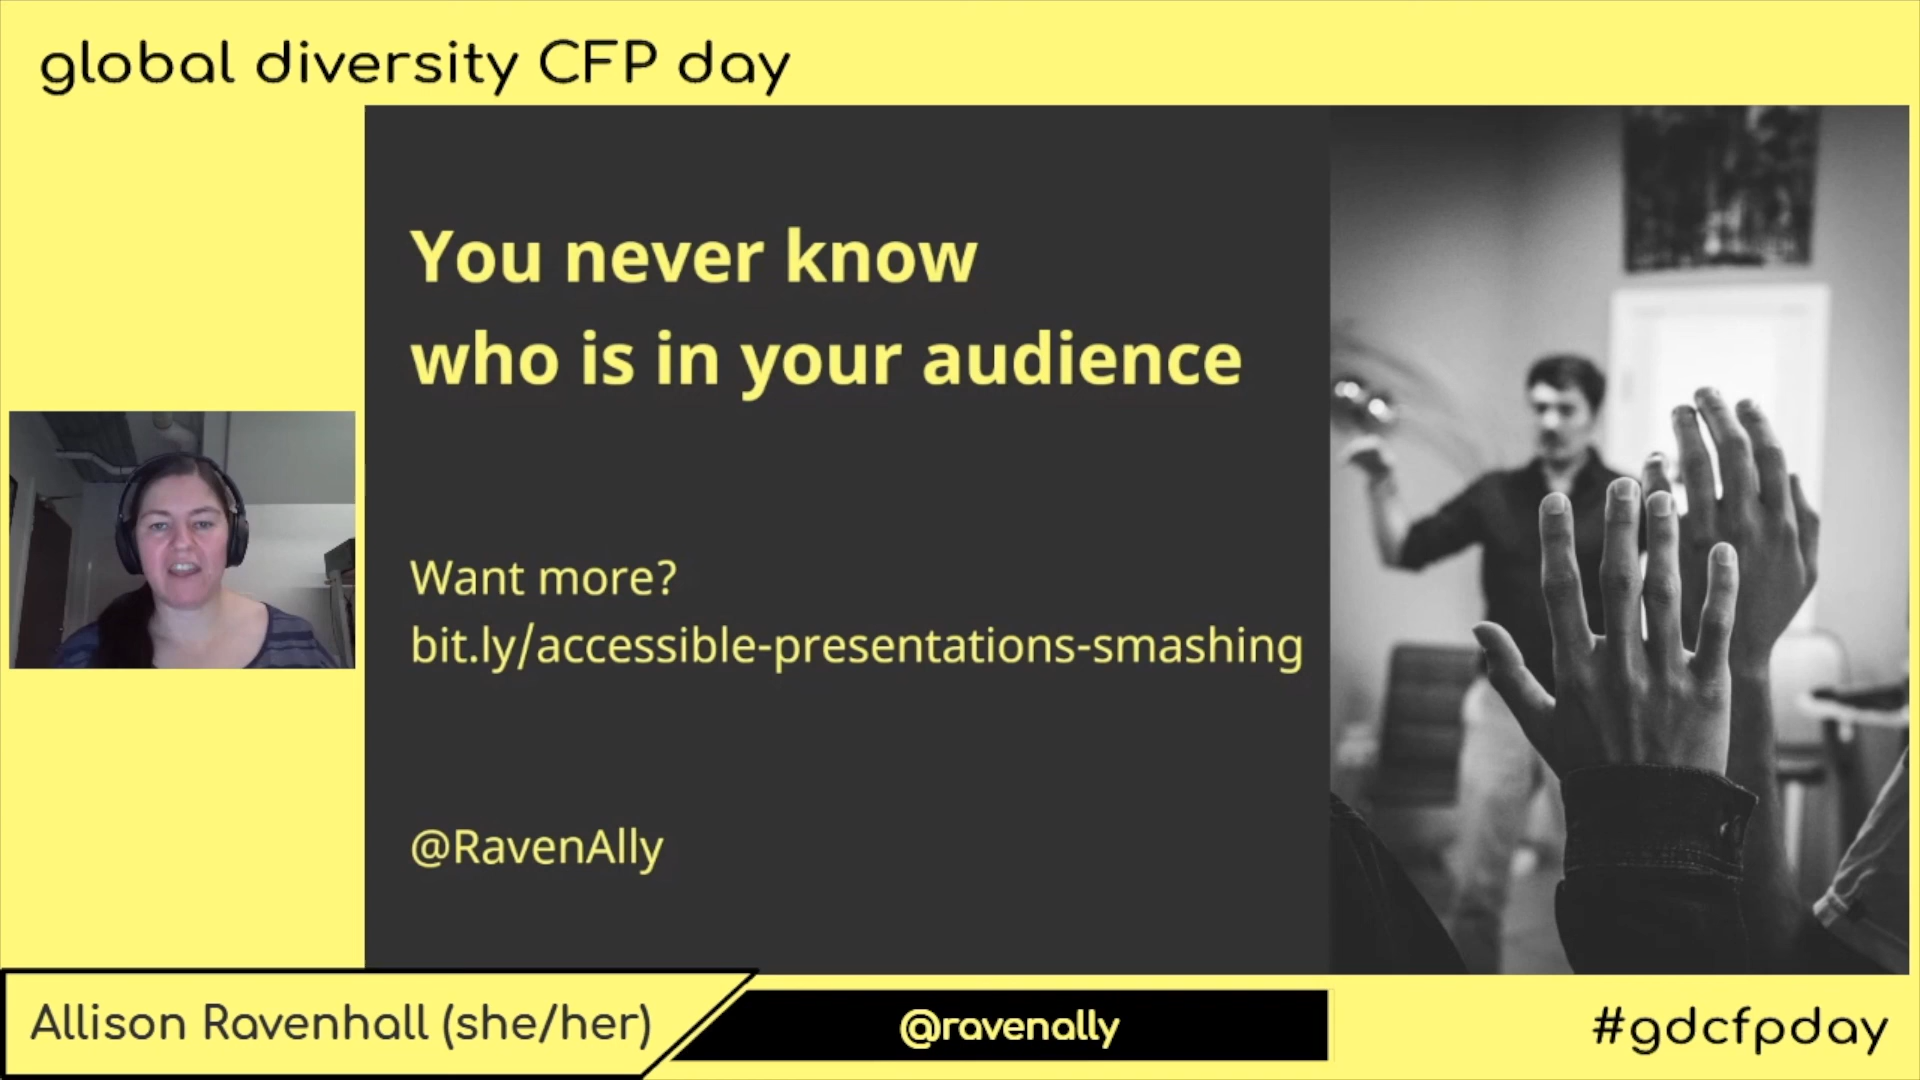 global diversity CFP day
You never know
who is in your audience
Want more?
bit.ly/accessible-presentations-smashing
@RavenAlly
Allison Ravenhall (she/her)
@ravenally
#gdcfpday